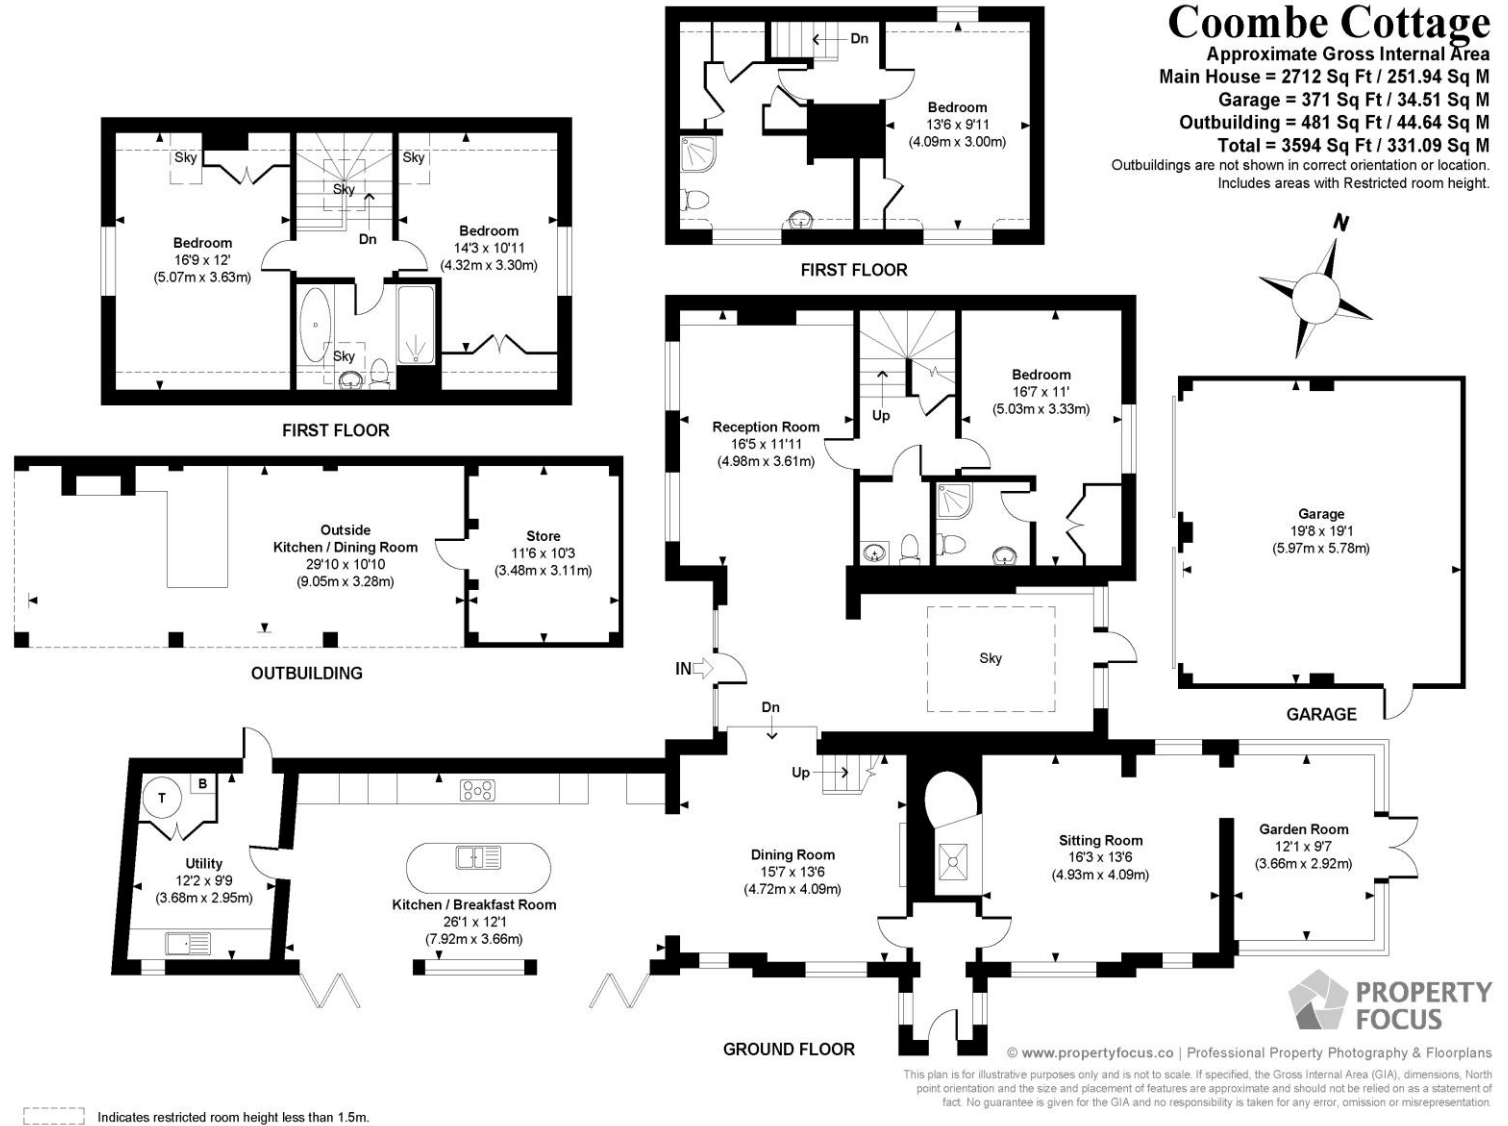 Coombe Cottage
Approximate Gross Internal Area
Main House = 2712 Sq Ft / 251.94 Sq M
Garage = 371 Sq Ft / 34.51 Sq M
Outbuilding = 481 Sq Ft / 44.64 Sq M
Total = 3594 Sq Ft / 331.09 Sq M
Outbuildings are not shown in correct orientation or location.
Includes areas with Restricted room height.
N
Dn
Bedroom
13'6 x 9'11
(4.09m x 3.00m)
FIRST FLOOR
Sky
Sky
Sky
Dn
Bedroom
16'9 x 12'
(5.07m x 3.63m)
Bedroom
14'3 x 10'11
(4.32m x 3.30m)
Sky
FIRST FLOOR
Outside
Kitchen / Dining Room
29'10 x 10'10
(9.05m x 3.28m)
Store
11'6 x 10'3
(3.48m x 3.11m)
OUTBUILDING
Reception Room
16'5 x 11'11
(4.98m x 3.61m)
Up
Bedroom
16'7 x 11'
(5.03m x 3.33m)
Garage
19'8 x 19'1
(5.97m x 5.78m)
GARAGE
IN
Sky
Dn
Up
T
B
Utility
12'2 x 9'9
(3.68m x 2.95m)
Kitchen / Breakfast Room
26'1 x 12'1
(7.92m x 3.66m)
Dining Room
15'7 x 13'6
(4.72m x 4.09m)
Sitting Room
16'3 x 13'6
(4.93m x 4.09m)
Garden Room
12'1 x 9'7
(3.66m x 2.92m)
GROUND FLOOR
PROPERTY
FOCUS
© www.propertyfocus.co | Professional Property Photography & Floorplans
This plan is for illustrative purposes only and is not to scale. If specified, the Gross Internal Area (GIA), dimensions, North
point orientation and the size and placement of features are approximate and should not be relied on as a statement of
fact. No guarantee is given for the GIA and no responsibility is taken for any error, omission or misrepresentation.
Indicates restricted room height less than 1.5m.